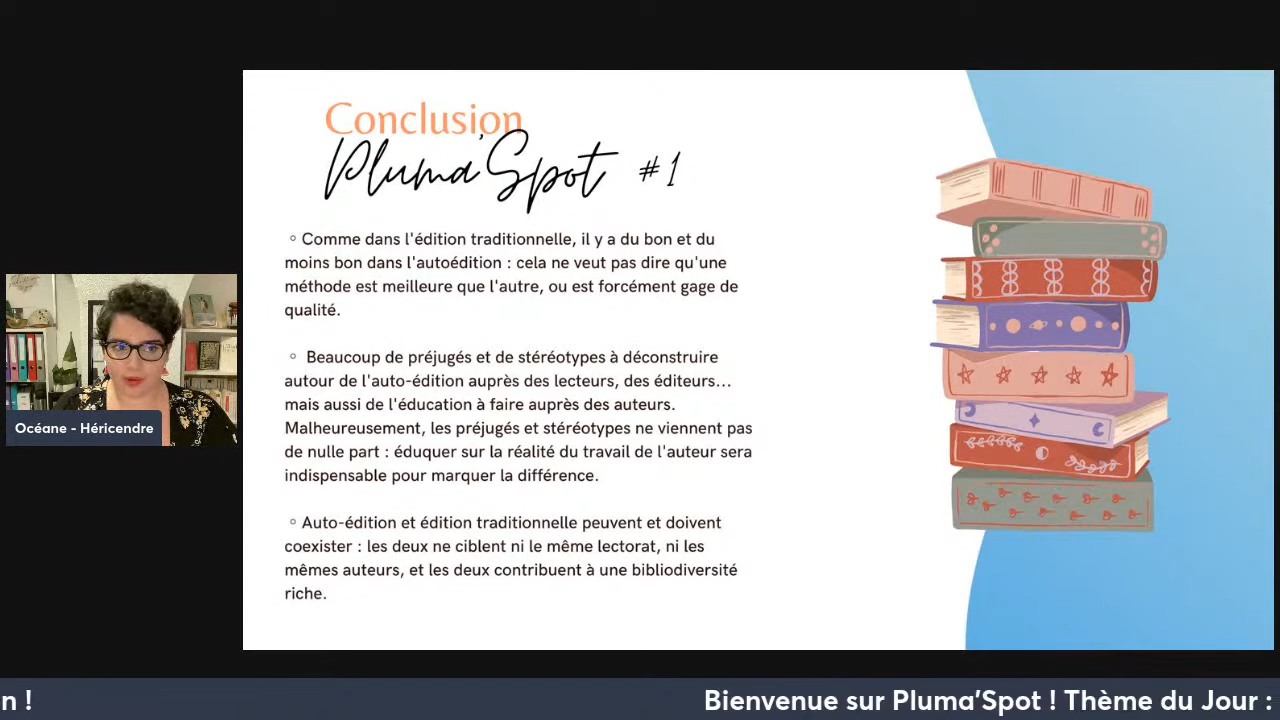 Conclusion
Pluma'Spot #1
◦ Comme dans l'édition traditionnelle, il y a du bon et du
moins bon dans l'autoédition : cela ne veut pas dire qu'une
méthode est meilleure que l'autre, ou est forcément gage de
qualité.
◦ Beaucoup de préjugés et de stéréotypes à déconstruire
autour de l'auto-édition auprès des lecteurs, des éditeurs...
mais aussi de l'éducation à faire auprès des auteurs.
Malheureusement, les préjugés et stéréotypes ne viennent pas
de nulle part : éduquer sur la réalité du travail de l'auteur sera
indispensable pour marquer la différence.
◦ Auto-édition et édition traditionnelle peuvent et doivent
coexister : les deux ne ciblent ni le même lectorat, ni les
mêmes auteurs, et les deux contribuent à une bibliodiversité
riche.
Océane - Héricendre
n ! Bienvenue sur Pluma'Spot ! Thème du Jour :